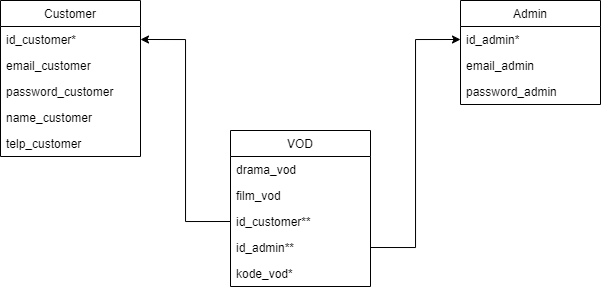 Customer
id_customer*
email_customer
password_customer
name_customer
telp_customer
Admin
id_admin*
email_admin
password_admin
VOD
drama_vod
film_vod
id_customer**
id_admin**
kode_vod*